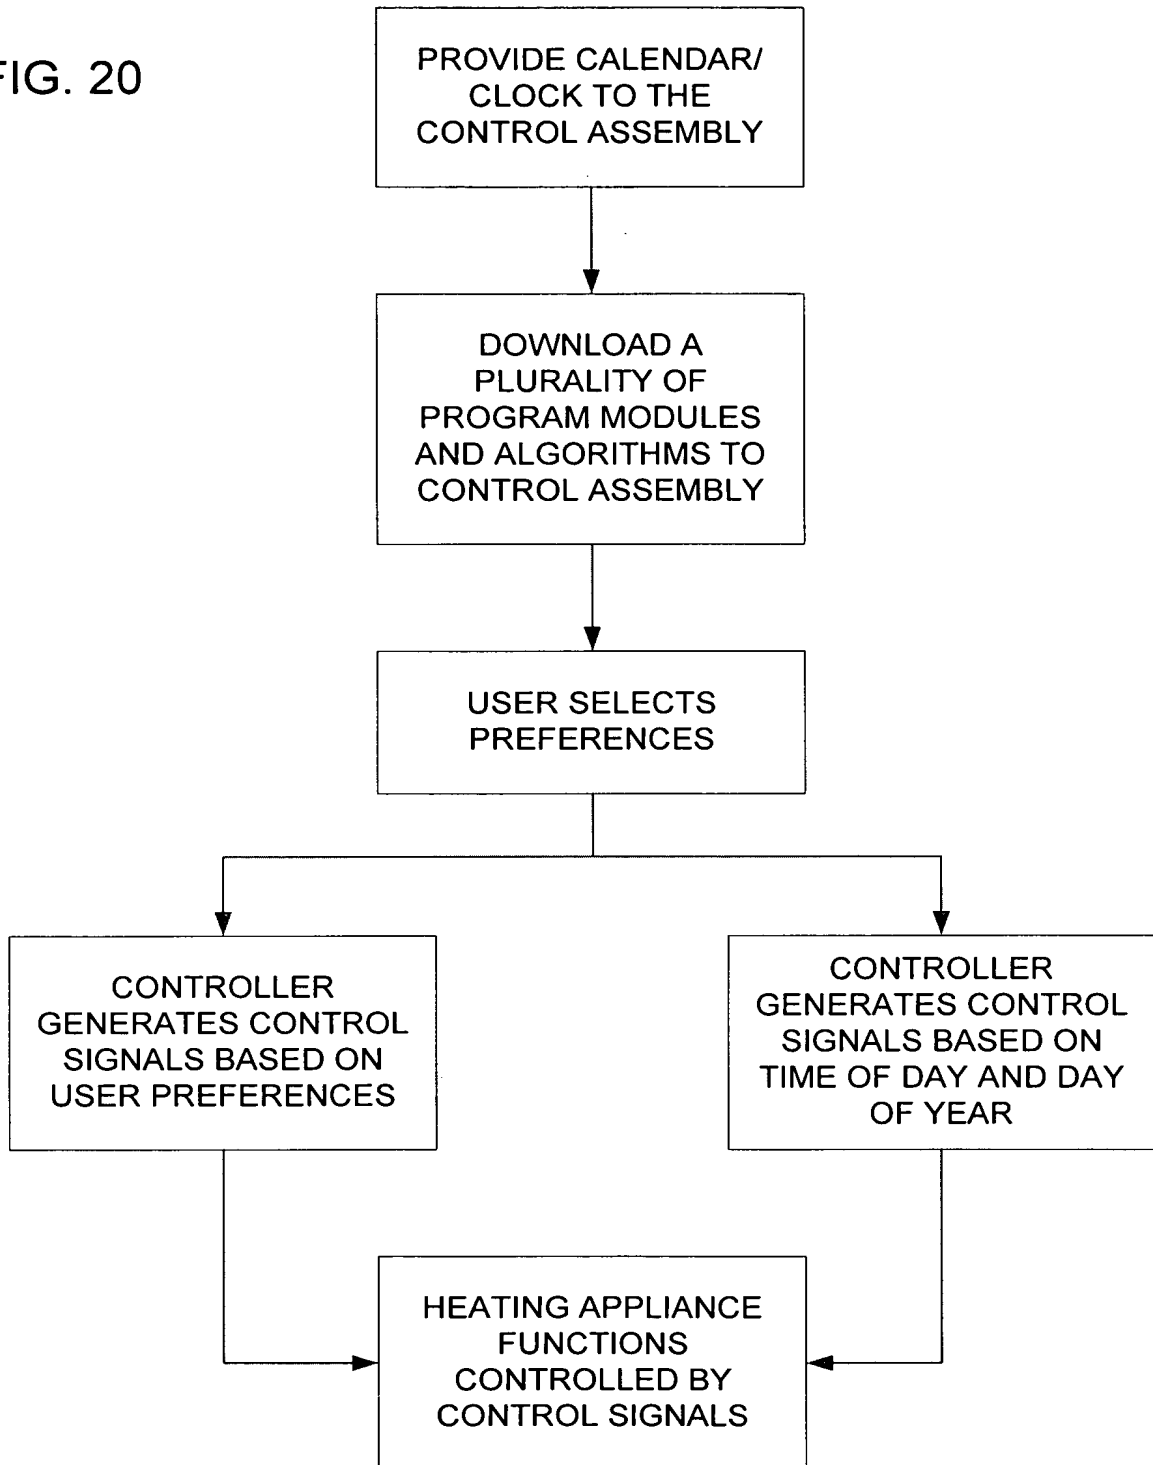 FIG. 20
PROVIDE CALENDAR/
CLOCK TO THE
CONTROL ASSEMBLY
DOWNLOAD A
PLURALITY OF
PROGRAM MODULES
AND ALGORITHMS TO
CONTROL ASSEMBLY
USER SELECTS
PREFERENCES
CONTROLLER
GENERATES CONTROL
SIGNALS BASED ON
USER PREFERENCES
CONTROLLER
GENERATES CONTROL
SIGNALS BASED ON
TIME OF DAY AND DAY
OF YEAR
HEATING APPLIANCE
FUNCTIONS
CONTROLLED BY
CONTROL SIGNALS